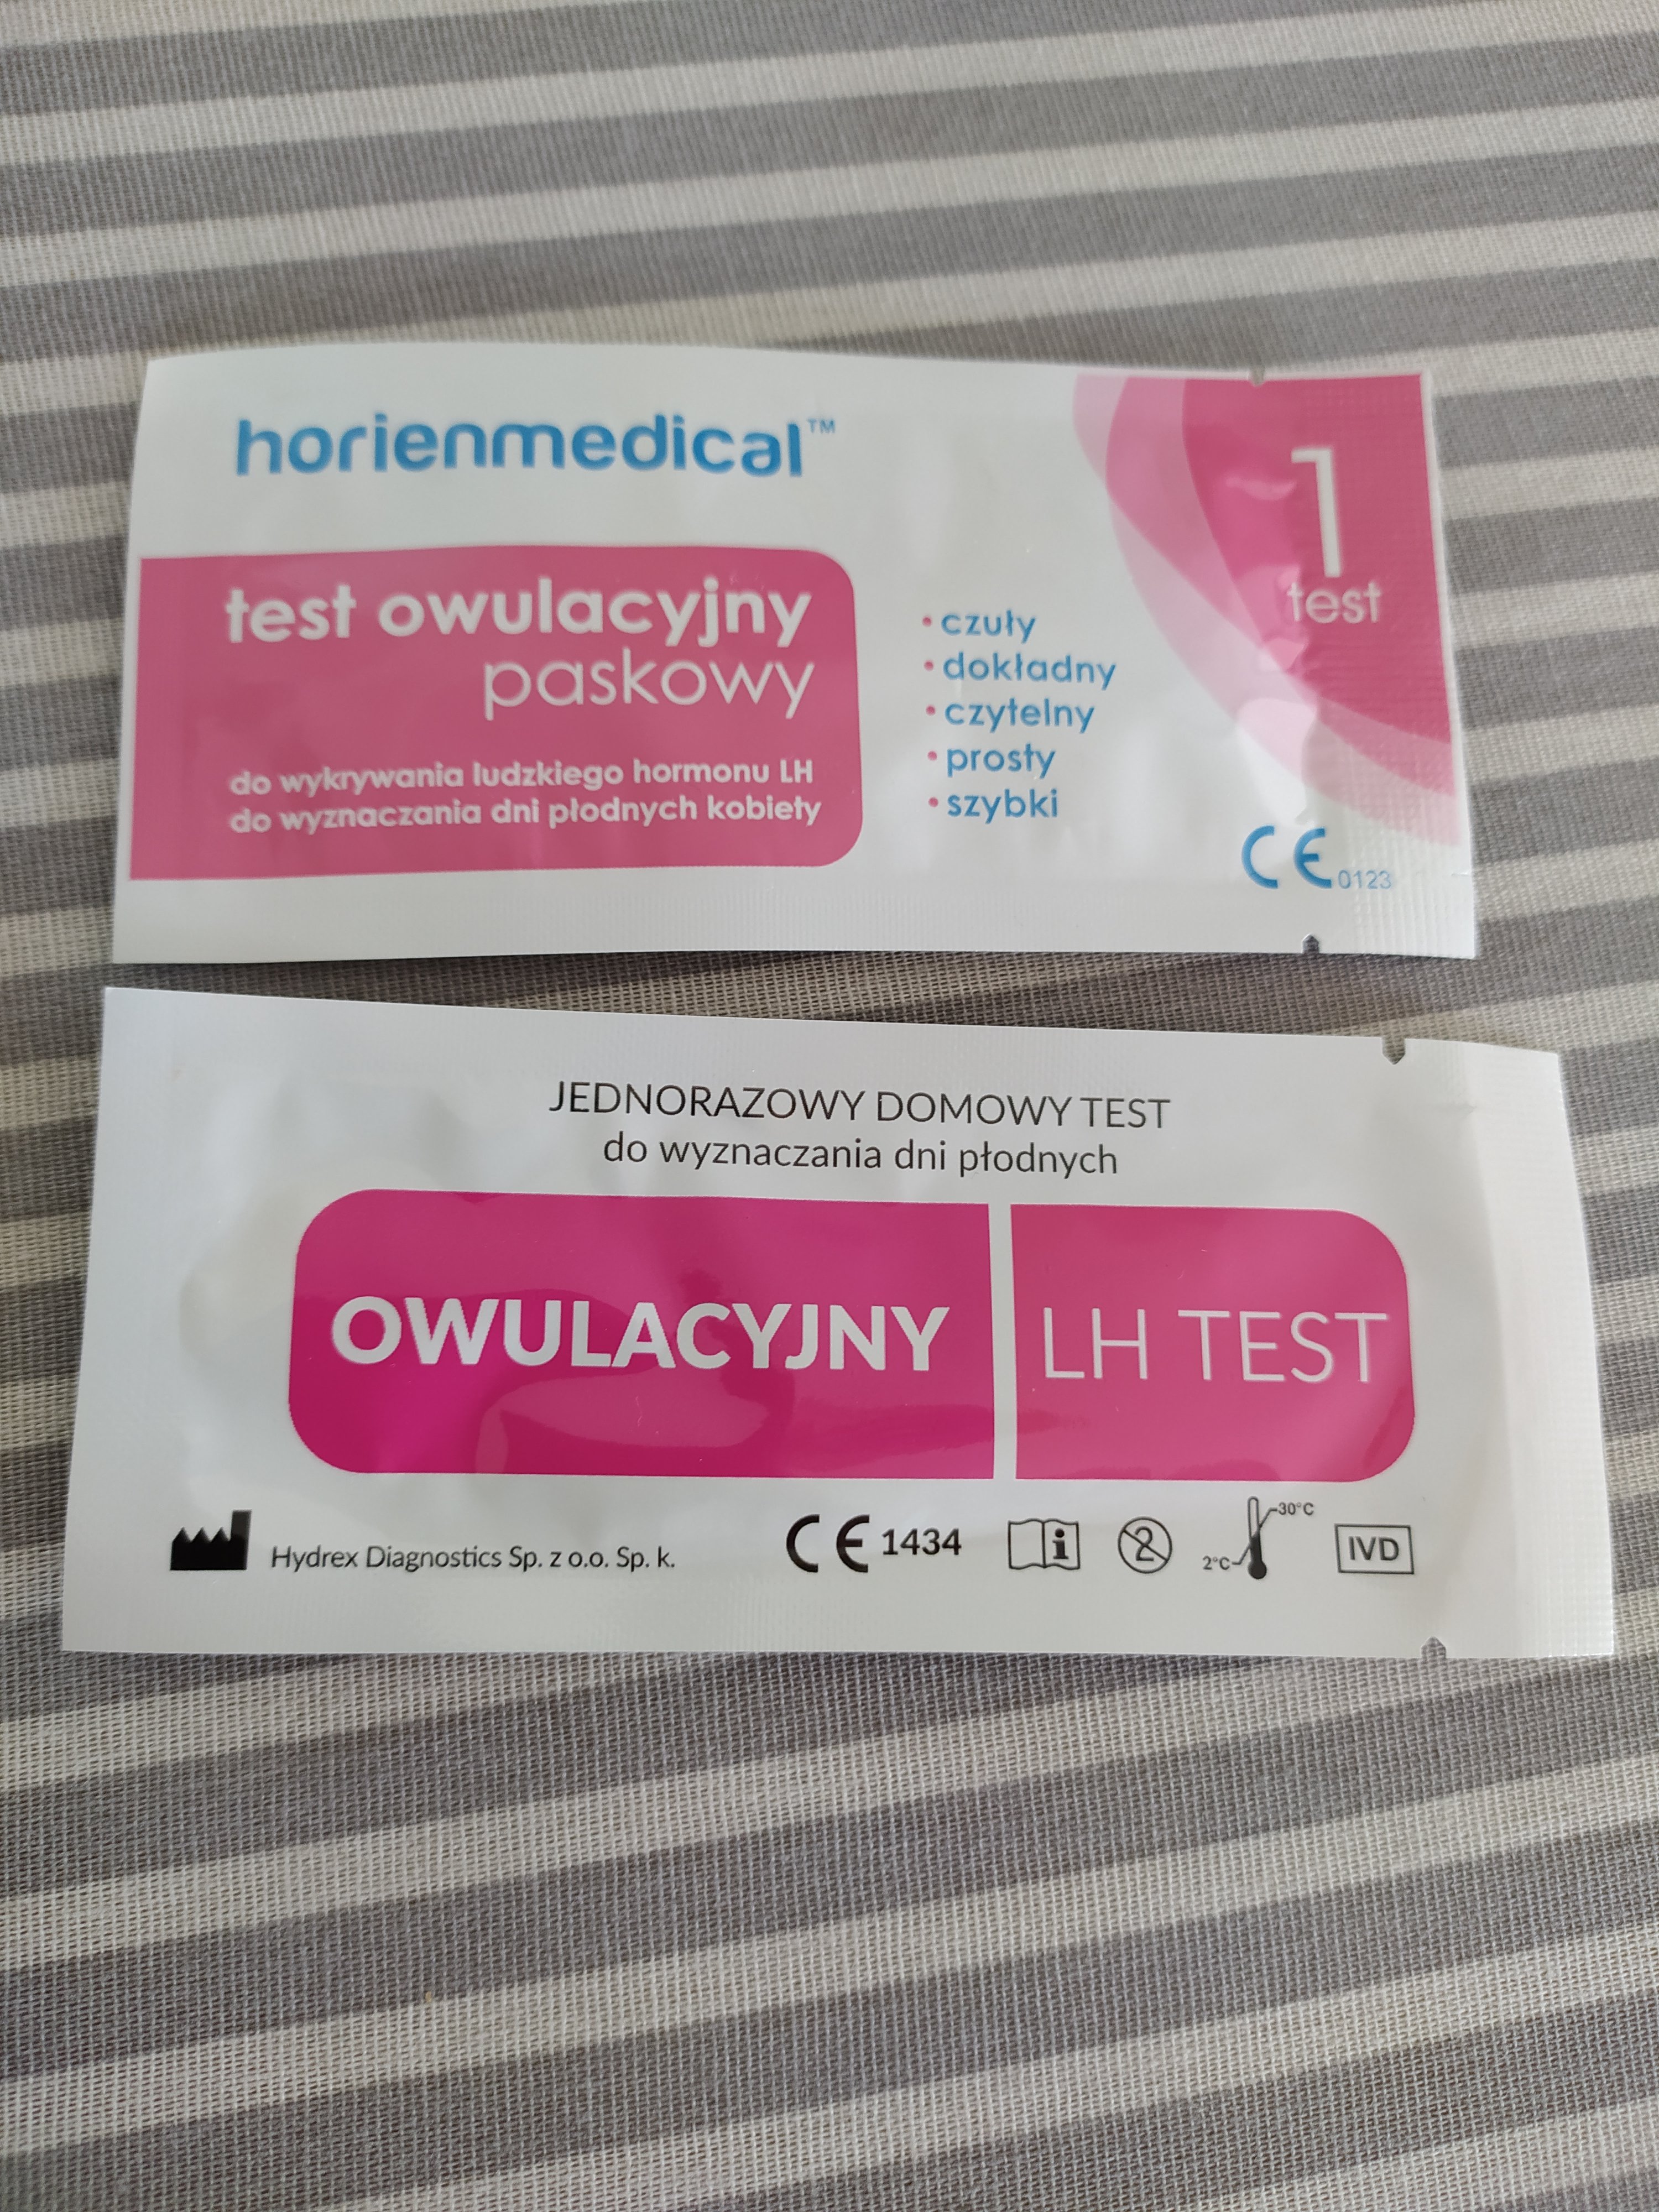 horienmedical™
test owulacyjny
paskowy
do wykrywania ludzkiego hormonu LH
do wyznaczania dni płodnych kobiety
• czuły
• dokładny
• czytelny
• prosty
• szybki
1
test
CE 0123
JEDNORAZOWY DOMOWY TEST
do wyznaczania dni płodnych
OWULACYJNY
LH TEST
Hydrex Diagnostics Sp. z o.o. Sp. k.
CE 1434
i
2
2°C
30°C
IVD